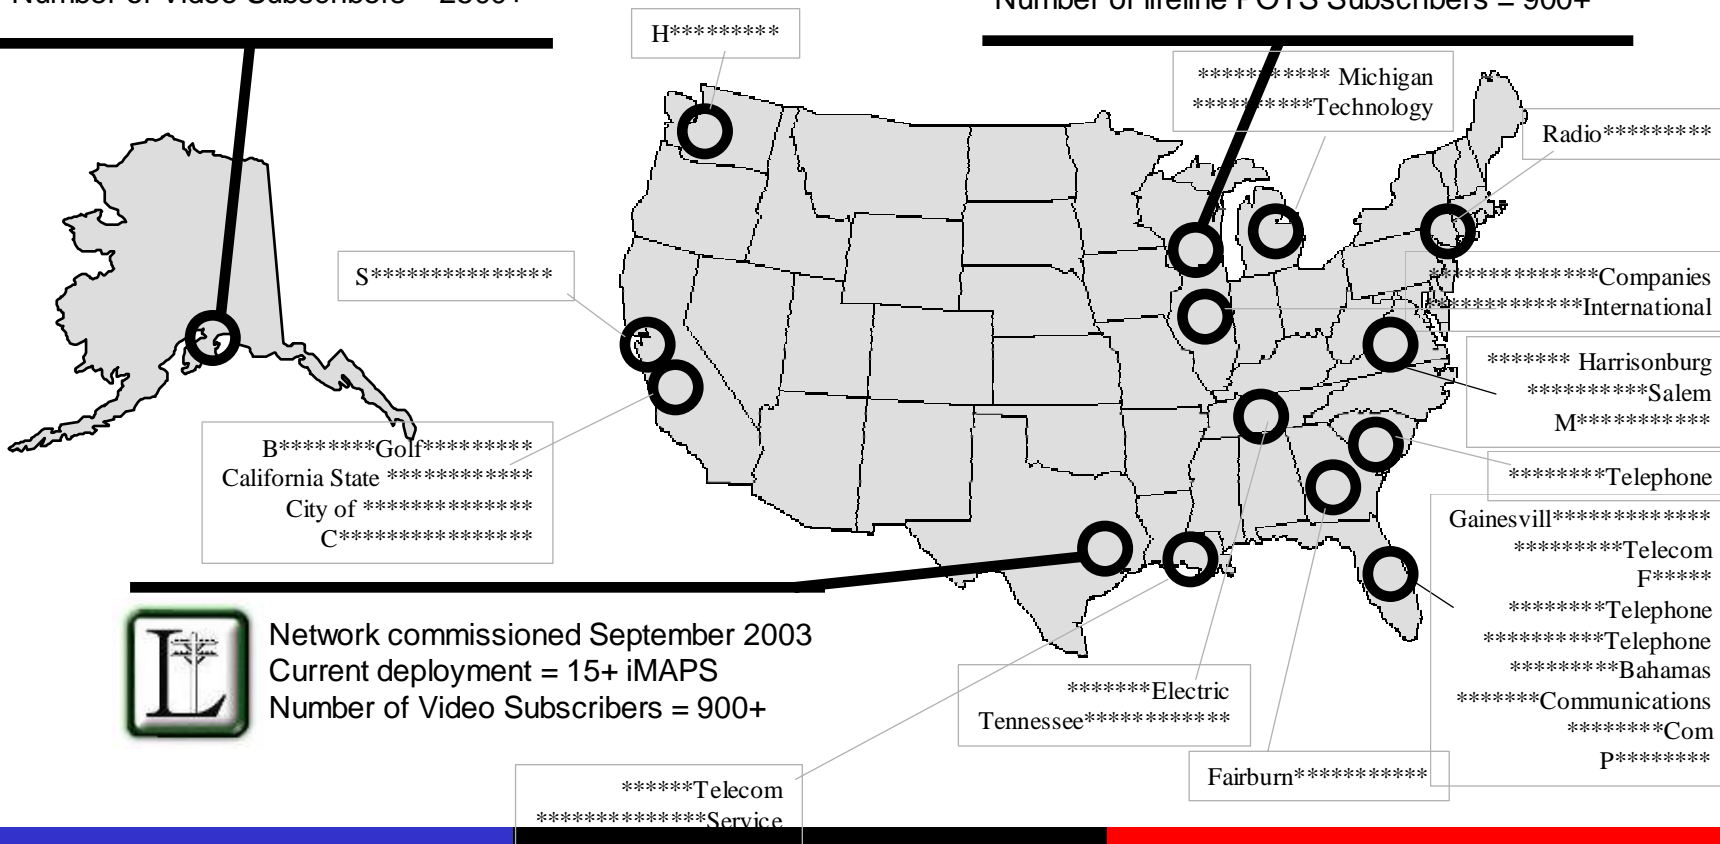 Number of Video Subscribers = 2500+
Number of lifeline POTS Subscribers = 900+
H*********
*********** Michigan
**********Technology
Radio*********
S***************
**************Companies
*************International
******* Harrisonburg
**********Salem
M***********
B********Golf*********
California State ************
City of **************
C****************
********Telephone
Gainesvill*************
*********Telecom
F*****
********Telephone
**********Telephone
*********Bahamas
*******Communications
********Com
P********
L
Network commissioned September 2003
Current deployment = 15+ iMAPS
Number of Video Subscribers = 900+
*******Electric
Tennessee************
Fairburn***********
******Telecom
**************Service